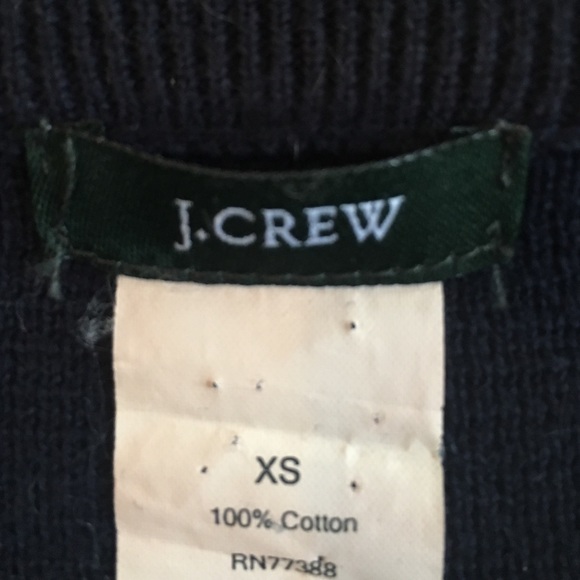 J.CREW
XS
100% Cotton
RN77388